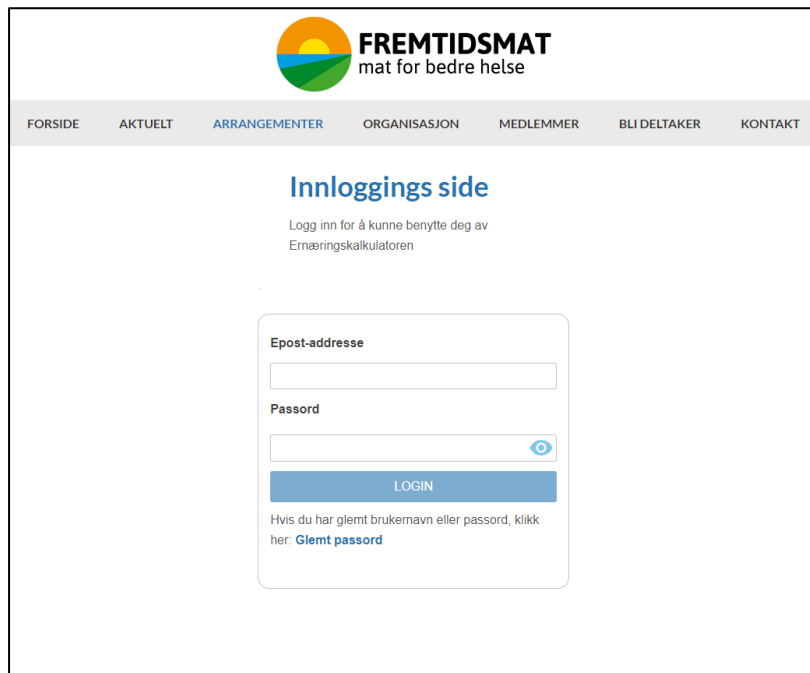 FREMTIDSMAT
mat for bedre helse
FORSIDE AKTUELT ARRANGEMENTER ORGANISASJON MEDLEMMER BLI DELTAKER KONTAKT
Innloggings side
Logg inn for å kunne benytte deg av
Ernæringskalkulatoren
Epost-addresse
Passord
LOGIN
Hvis du har glemt brukernavn eller passord, klikk
her: Glemt passord